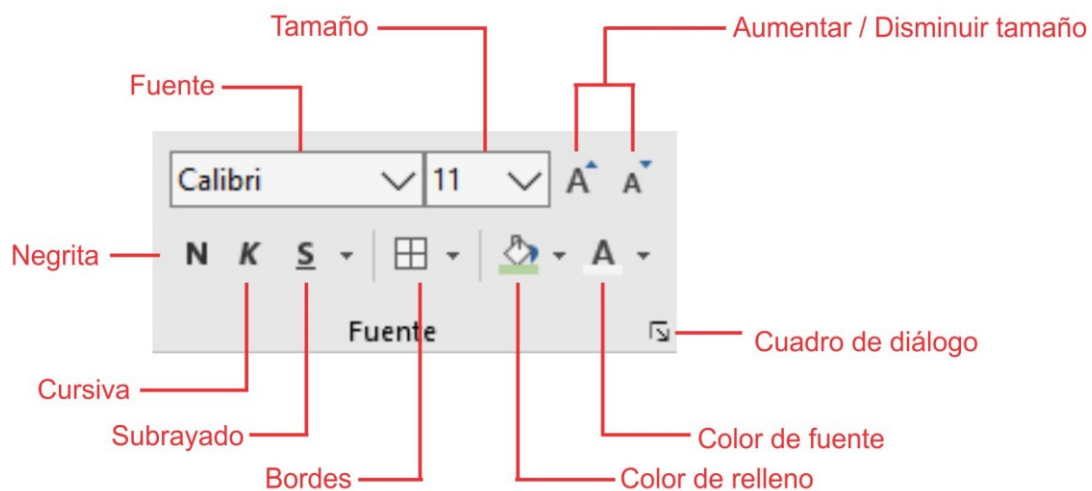 Tamaño
Aumentar / Disminuir tamaño
Fuente
Calibri
11
A A
Negrita
N K S A
Fuente
Cuadro de diálogo
Cursiva
Subrayado
Color de fuente
Bordes
Color de relleno